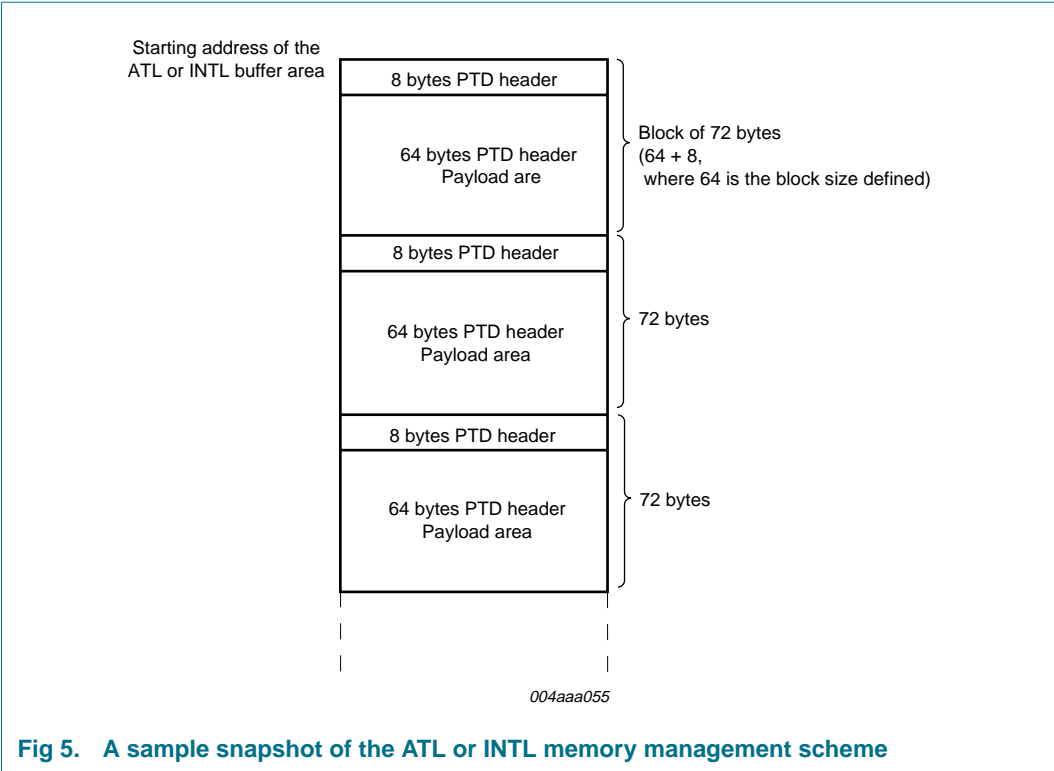 Starting address of the
ATL or INTL buffer area
8 bytes PTD header
64 bytes PTD header
Payload are
Block of 72 bytes
(64 + 8,
where 64 is the block size defined)
8 bytes PTD header
64 bytes PTD header
Payload area
72 bytes
8 bytes PTD header
64 bytes PTD header
Payload area
72 bytes
004aaa055
Fig 5. A sample snapshot of the ATL or INTL memory management scheme